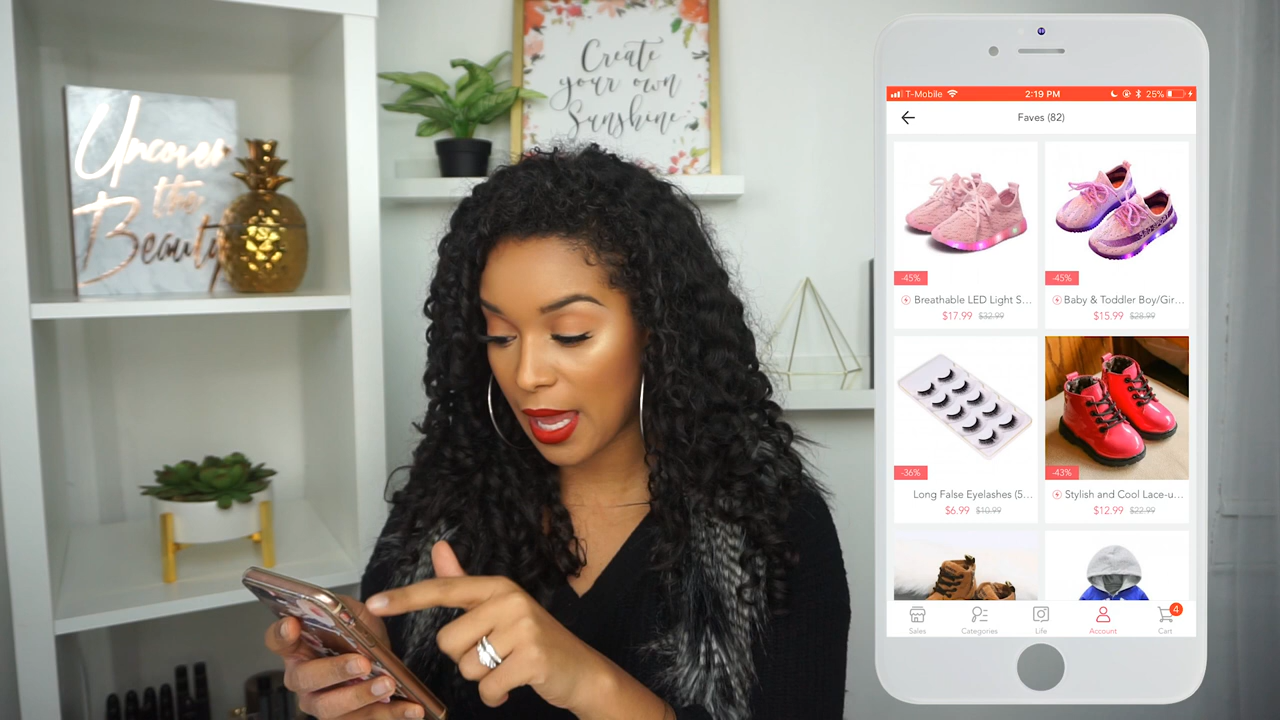 Uncover
the
Beauty
Create
your own
Sunshine
T-Mobile 2:19 PM 25%
Faves (82)
-45%
-45%
Breathable LED Light S...
Baby & Toddler Boy/Gir...
$17.99 $32.99
$15.99 $28.99
-36%
-43%
Long False Eyelashes (5...
Stylish and Cool Lace-u...
$6.99 $10.99
$12.99 $22.99
4
Sales Categories Life Account Cart